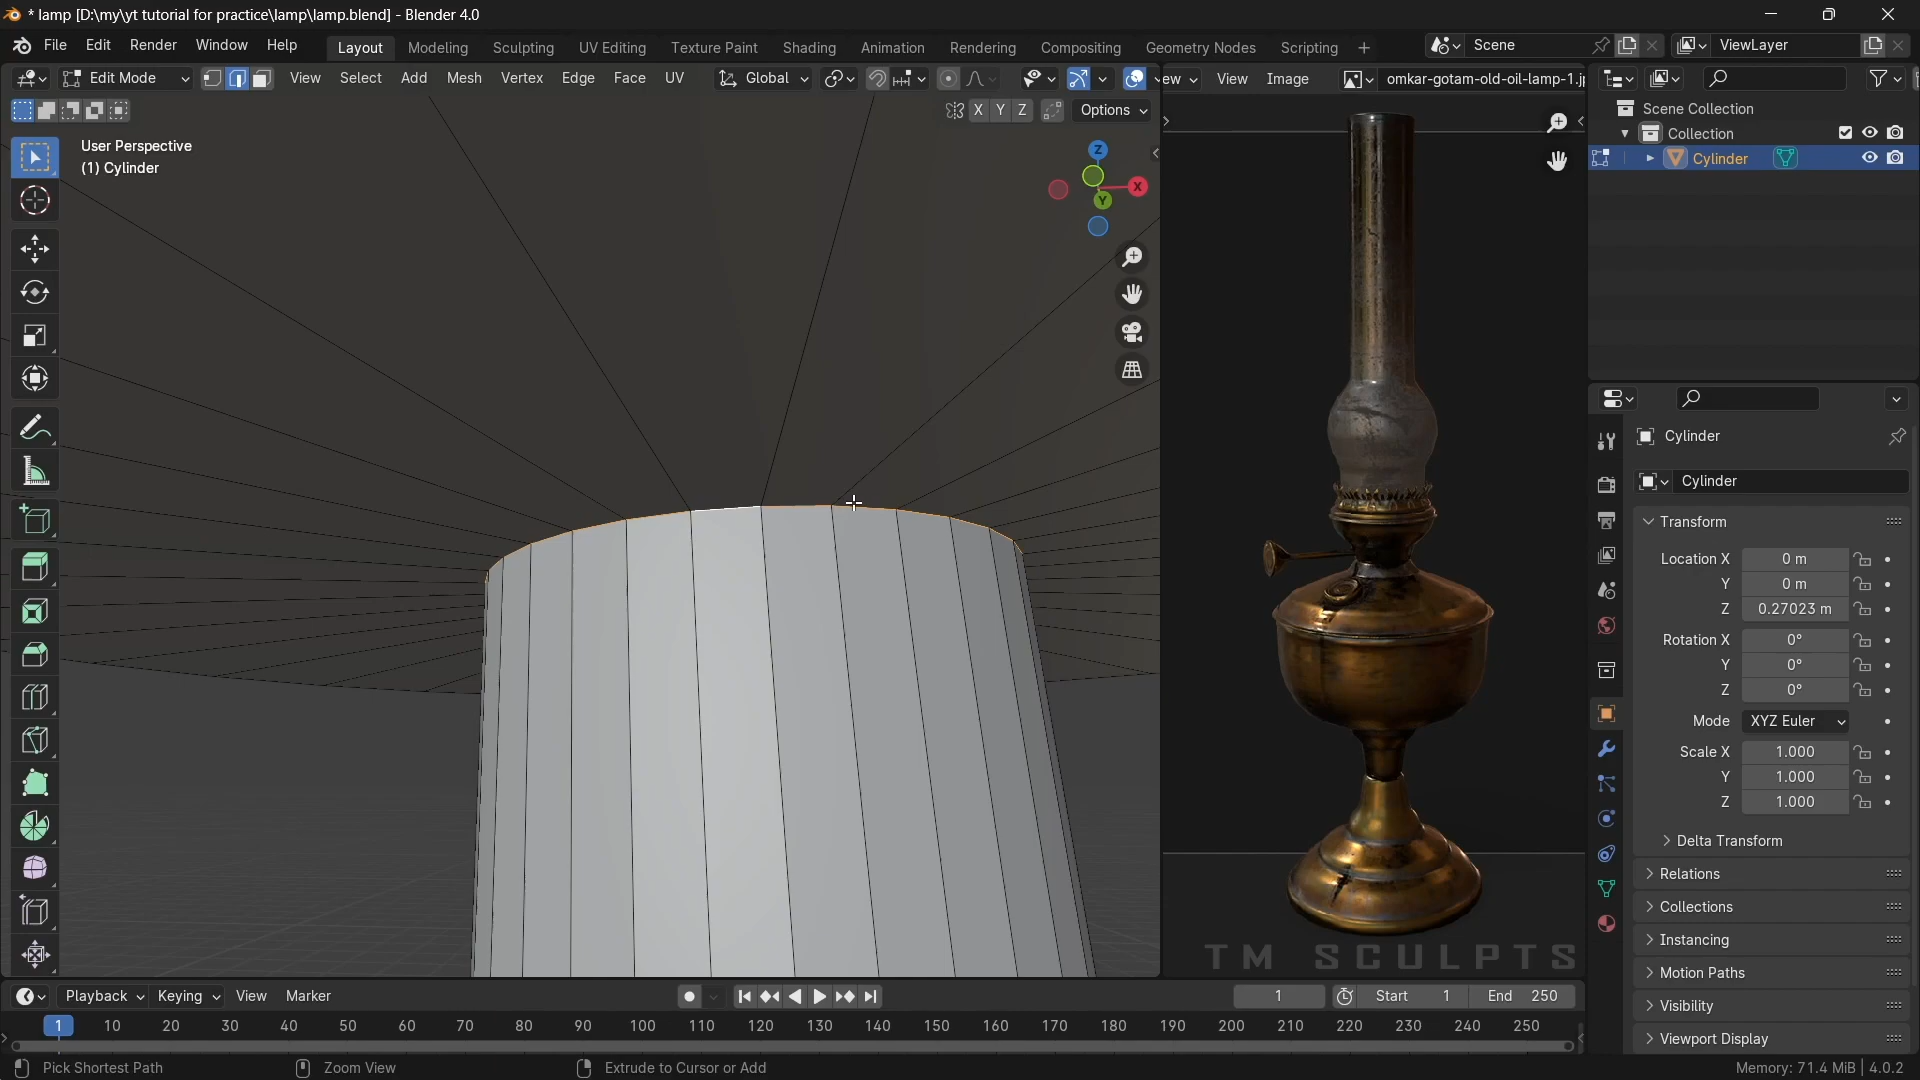 * lamp [D:\my\yt tutorial for practice\lamp\lamp.blend] - Blender 4.0
File Edit Render Window Help Layout Modeling Sculpting UV Editing Texture Paint Shading Animation Rendering Compositing Geometry Nodes Scripting + Scene ViewLayer
Edit Mode View Select Add Mesh Vertex Edge Face UV Global ew View Image omkar-gotam-old-oil-lamp-1.j
X Y Z Options
User Perspective
(1) Cylinder
Z
X
Y
Scene Collection
Collection
Cylinder
Cylinder
Cylinder
Transform
Location X 0 m
Y 0 m
Z 0.27023 m
Rotation X 0°
Y 0°
Z 0°
Mode XYZ Euler
Scale X 1.000
Y 1.000
Z 1.000
Delta Transform
Relations
Collections
Instancing
Motion Paths
Visibility
Viewport Display
TM SCULPTS
Playback Keying View Marker 1 Start 1 End 250
1 10 20 30 40 50 60 70 80 90 100 110 120 130 140 150 160 170 180 190 200 210 220 230 240 250
Pick Shortest Path Zoom View Extrude to Cursor or Add Memory: 71.4 MiB | 4.0.2